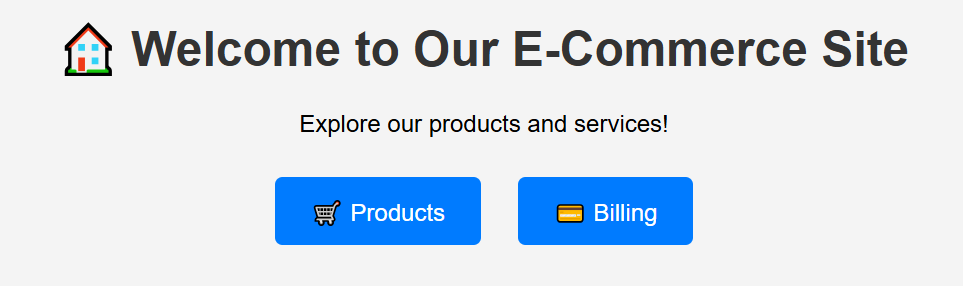 Welcome to Our E-Commerce Site
Explore our products and services!
Products
Billing